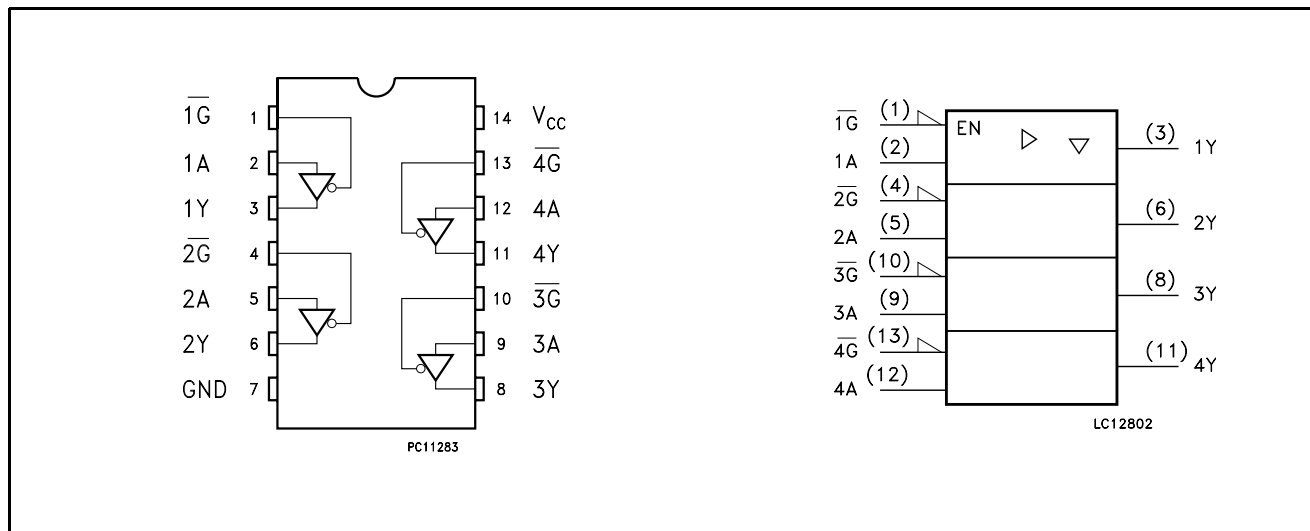 1G̅ 1 14 VCC
1A 2 13 4G̅
1Y 3 12 4A
2G̅ 4 11 4Y
2A 5 10 3G̅
2Y 6 9 3A
GND 7 8 3Y
PC11283
1G̅ (1) EN (3) 1Y
1A (2)
2G̅ (4) (6) 2Y
2A (5)
3G̅ (10) (8) 3Y
3A (9)
4G̅ (13) (11) 4Y
4A (12)
LC12802